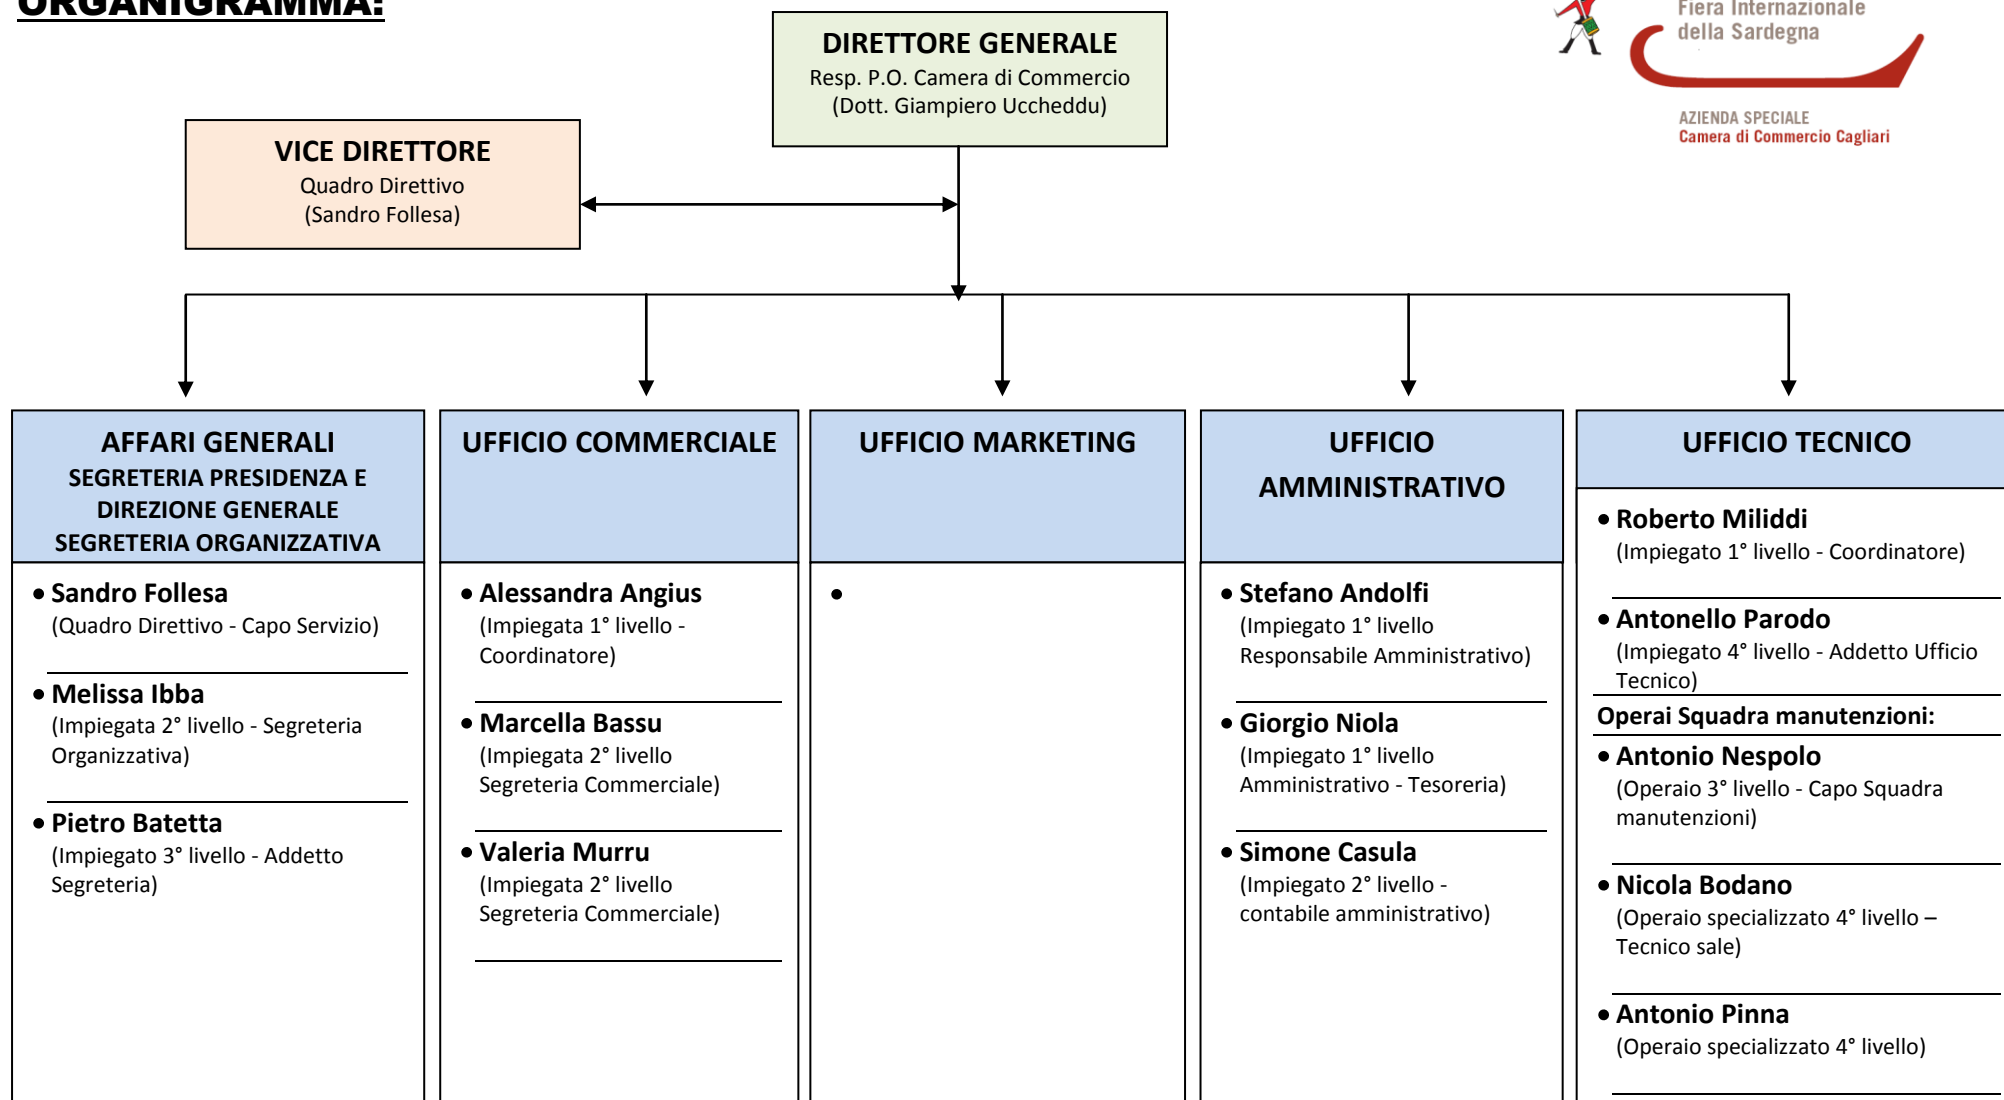 ORGANIGRAMMA:
Fiera Internazionale
della Sardegna
AZIENDA SPECIALE
Camera di Commercio Cagliari
DIRETTORE GENERALE
Resp. P.O. Camera di Commercio
(Dott. Giampiero Uccheddu)
VICE DIRETTORE
Quadro Direttivo
(Sandro Follesa)
AFFARI GENERALI
SEGRETERIA PRESIDENZA E
DIREZIONE GENERALE
SEGRETERIA ORGANIZZATIVA
• Sandro Follesa
(Quadro Direttivo - Capo Servizio)
• Melissa Ibba
(Impiegata 2° livello - Segreteria
Organizzativa)
• Pietro Batetta
(Impiegato 3° livello - Addetto
Segreteria)
UFFICIO COMMERCIALE
• Alessandra Angius
(Impiegata 1° livello -
Coordinatore)
• Marcella Bassu
(Impiegata 2° livello
Segreteria Commerciale)
• Valeria Murru
(Impiegata 2° livello
Segreteria Commerciale)
UFFICIO MARKETING
•
UFFICIO
AMMINISTRATIVO
• Stefano Andolfi
(Impiegato 1° livello
Responsabile Amministrativo)
• Giorgio Niola
(Impiegato 1° livello
Amministrativo - Tesoreria)
• Simone Casula
(Impiegato 2° livello -
contabile amministrativo)
UFFICIO TECNICO
• Roberto Miliddi
(Impiegato 1° livello - Coordinatore)
• Antonello Parodo
(Impiegato 4° livello - Addetto Ufficio
Tecnico)
Operai Squadra manutenzioni:
• Antonio Nespolo
(Operaio 3° livello - Capo Squadra
manutenzioni)
• Nicola Bodano
(Operaio specializzato 4° livello –
Tecnico sale)
• Antonio Pinna
(Operaio specializzato 4° livello)